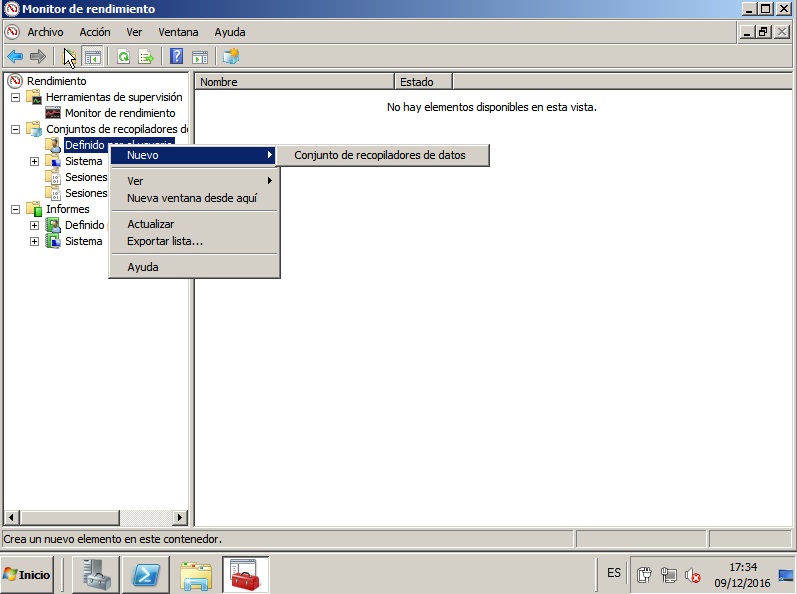 Monitor de rendimiento
Archivo Acción Ver Ventana Ayuda
Rendimiento
Herramientas de supervisión
Monitor de rendimiento
Conjuntos de recopiladores d
Definido
Sistema
Sesiones
Sesiones
Informes
Definido
Sistema
Nombre Estado
No hay elementos disponibles en esta vista.
Nuevo
Ver
Nueva ventana desde aquí
Actualizar
Exportar lista...
Ayuda
Conjunto de recopiladores de datos
Crea un nuevo elemento en este contenedor.
Inicio
ES
17:34
09/12/2016